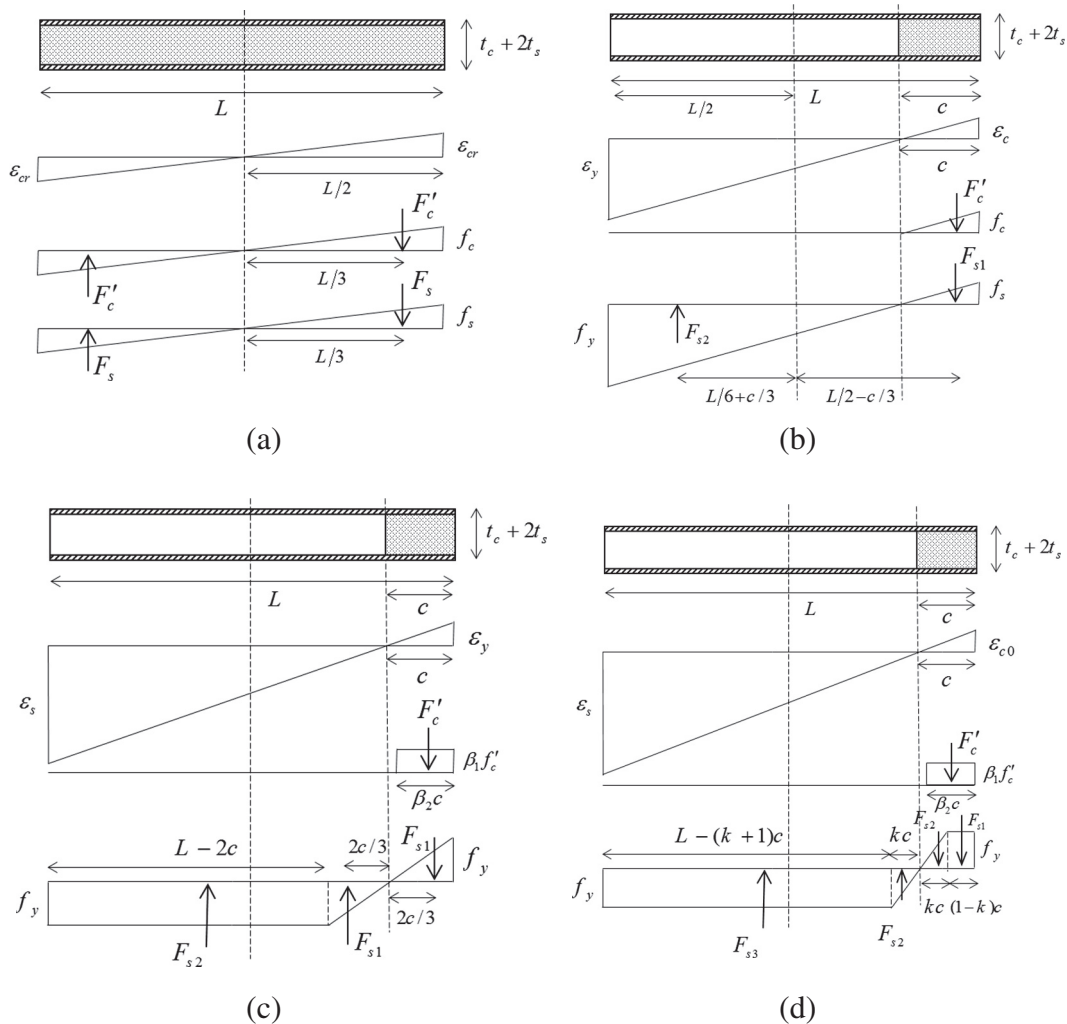 t_c + 2t_s
L
ε_cr
ε_cr
L/2
F'_c
f_c
L/3
F'_c
F_s
f_s
L/3
F_s
(a)
t_c + 2t_s
L/2
L
c
ε_c
c
ε_y
F'_c
f_c
F_s1
f_s
f_y
F_s2
L/6+c/3
L/2−c/3
(b)
t_c + 2t_s
L
c
ε_y
c
ε_s
F'_c
β_1 f'_c
β_2 c
L − 2c
2c/3
F_s1
f_y
f_y
2c/3
F_s2
F_s1
(c)
t_c + 2t_s
L
c
ε_c0
c
ε_s
F'_c
β_1 f'_c
β_2 c
L − (k + 1)c
kc
F_s2
F_s1
f_y
f_y
kc
(1−k)c
F_s3
F_s2
(d)